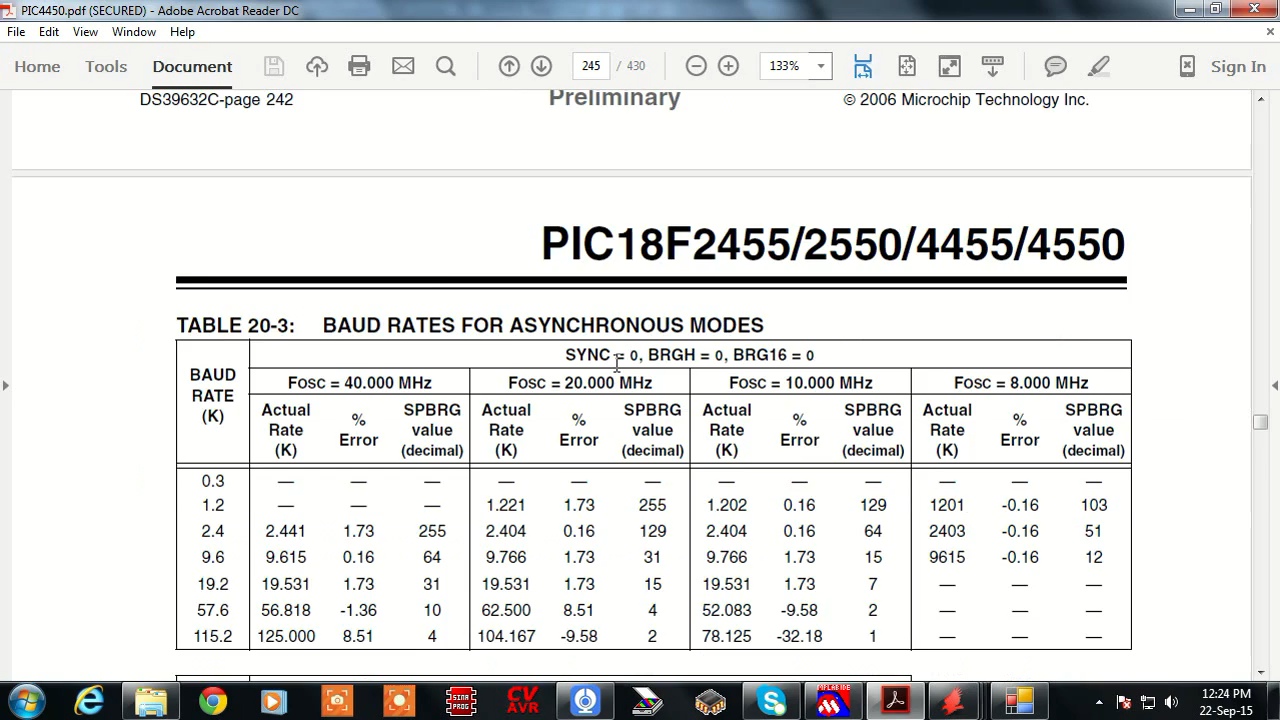 PIC4450.pdf (SECURED) - Adobe Acrobat Reader DC
File Edit View Window Help
Home Tools Document 245 / 430 133% Sign In
DS39632C-page 242 Preliminary © 2006 Microchip Technology Inc.
PIC18F2455/2550/4455/4550
TABLE 20-3: BAUD RATES FOR ASYNCHRONOUS MODES
SYNC = 0, BRGH = 0, BRG16 = 0
BAUD RATE (K) FOSC = 40.000 MHz FOSC = 20.000 MHz FOSC = 10.000 MHz FOSC = 8.000 MHz
Actual Rate (K) % Error SPBRG value (decimal) Actual Rate (K) % Error SPBRG value (decimal) Actual Rate (K) % Error SPBRG value (decimal) Actual Rate (K) % Error SPBRG value (decimal)
0.3 — — — — — — — — — — — —
1.2 — — — 1.221 1.73 255 1.202 0.16 129 1201 -0.16 103
2.4 2.441 1.73 255 2.404 0.16 129 2.404 0.16 64 2403 -0.16 51
9.6 9.615 0.16 64 9.766 1.73 31 9.766 1.73 15 9615 -0.16 12
19.2 19.531 1.73 31 19.531 1.73 15 19.531 1.73 7 — — —
57.6 56.818 -1.36 10 62.500 8.51 4 52.083 -9.58 2 — — —
115.2 125.000 8.51 4 104.167 -9.58 2 78.125 -32.18 1 — — —
SINA PROG
CV AVR
MPLAB IDE
12:24 PM
22-Sep-15